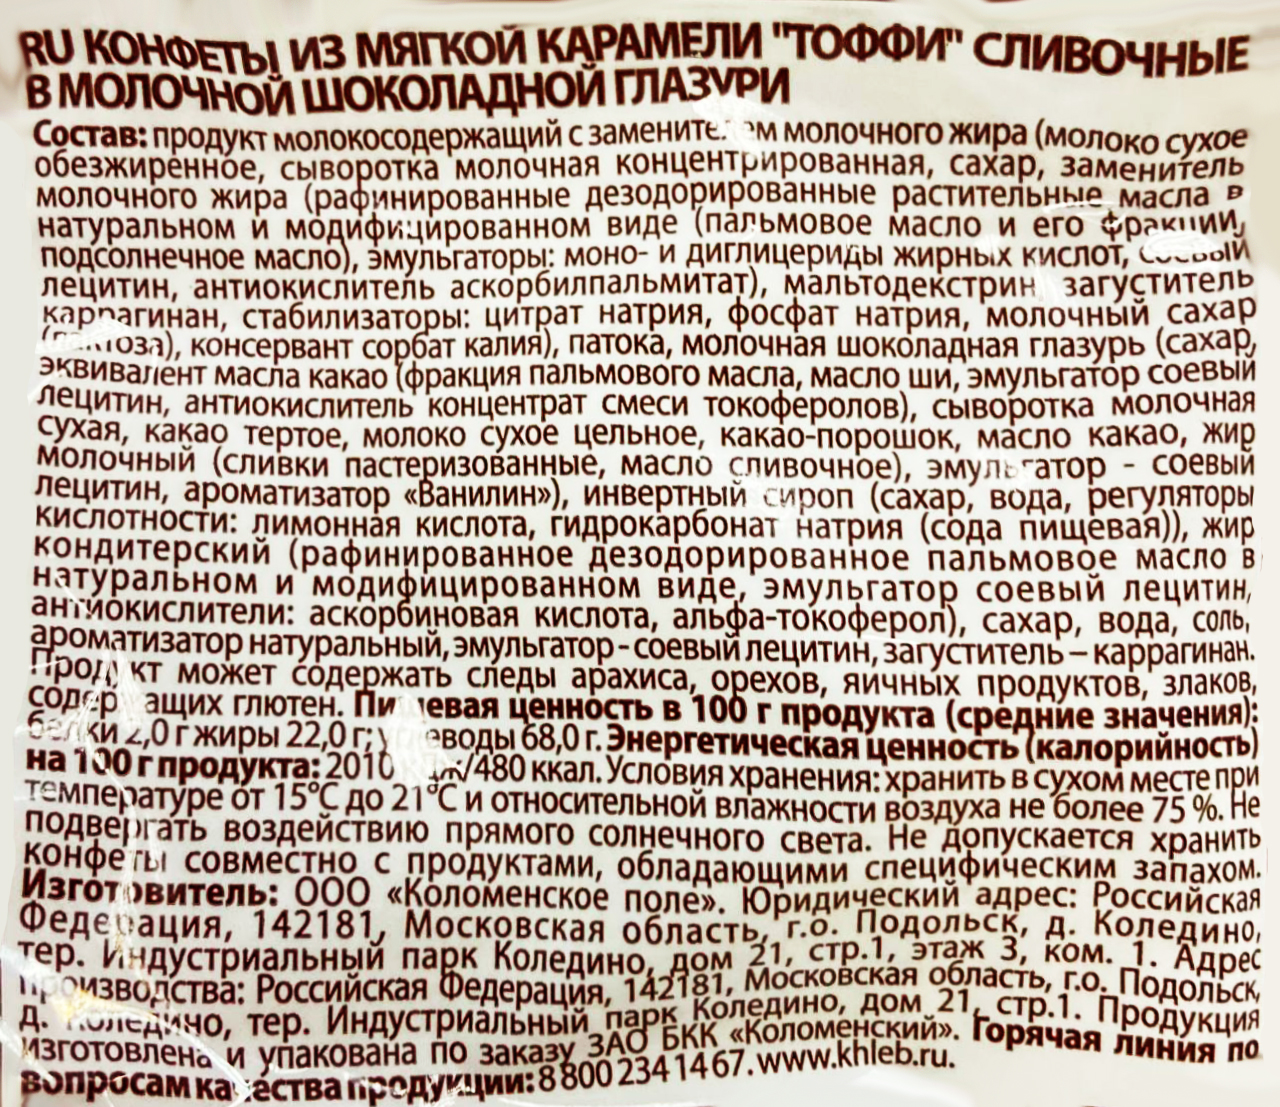 RU КОНФЕТЫ ИЗ МЯГКОЙ КАРАМЕЛИ "ТОФФИ" СЛИВОЧНЫЕ
В МОЛОЧНОЙ ШОКОЛАДНОЙ ГЛАЗУРИ
Состав: продукт молокосодержащий с заменителем молочного жира (молоко сухое
обезжиренное, сыворотка молочная концентрированная, сахар, заменитель
молочного жира (рафинированные дезодорированные растительные масла в
натуральном и модифицированном виде (пальмовое масло и его фракции,
подсолнечное масло), эмульгаторы: моно- и диглицериды жирных кислот, соевый
лецитин, антиокислитель аскорбилпальмитат), мальтодекстрин, загуститель
каррагинан, стабилизаторы: цитрат натрия, фосфат натрия, молочный сахар
(лактоза), консервант сорбат калия), патока, молочная шоколадная глазурь (сахар,
эквивалент масла какао (фракция пальмового масла, масло ши, эмульгатор соевый
лецитин, антиокислитель концентрат смеси токоферолов), сыворотка молочная
сухая, какао тертое, молоко сухое цельное, какао-порошок, масло какао, жир
молочный (сливки пастеризованные, масло сливочное), эмульгатор - соевый
лецитин, ароматизатор «Ванилин»), инвертный сироп (сахар, вода, регуляторы
кислотности: лимонная кислота, гидрокарбонат натрия (сода пищевая)), жир
кондитерский (рафинированное дезодорированное пальмовое масло в
натуральном и модифицированном виде, эмульгатор соевый лецитин,
антиокислители: аскорбиновая кислота, альфа-токоферол), сахар, вода, соль,
ароматизатор натуральный, эмульгатор - соевый лецитин, загуститель – каррагинан.
Продукт может содержать следы арахиса, орехов, яичных продуктов, злаков,
содержащих глютен. Пищевая ценность в 100 г продукта (средние значения):
белки 2,0 г жиры 22,0 г; углеводы 68,0 г. Энергетическая ценность (калорийность)
на 100 г продукта: 2010 кДж/480 ккал. Условия хранения: хранить в сухом месте при
температуре от 15°С до 21°С и относительной влажности воздуха не более 75 %. Не
подвергать воздействию прямого солнечного света. Не допускается хранить
конфеты совместно с продуктами, обладающими специфическим запахом.
Изготовитель: ООО «Коломенское поле». Юридический адрес: Российская
Федерация, 142181, Московская область, г.о. Подольск, д. Коледино,
тер. Индустриальный парк Коледино, дом 21, стр.1, этаж 3, ком. 1. Адрес
производства: Российская Федерация, 142181, Московская область, г.о. Подольск,
д. Коледино, тер. Индустриальный парк Коледино, дом 21, стр.1. Продукция
изготовлена и упакована по заказу ЗАО БКК «Коломенский». Горячая линия по
вопросам качества продукции: 8 800 234 14 67. www.khleb.ru.